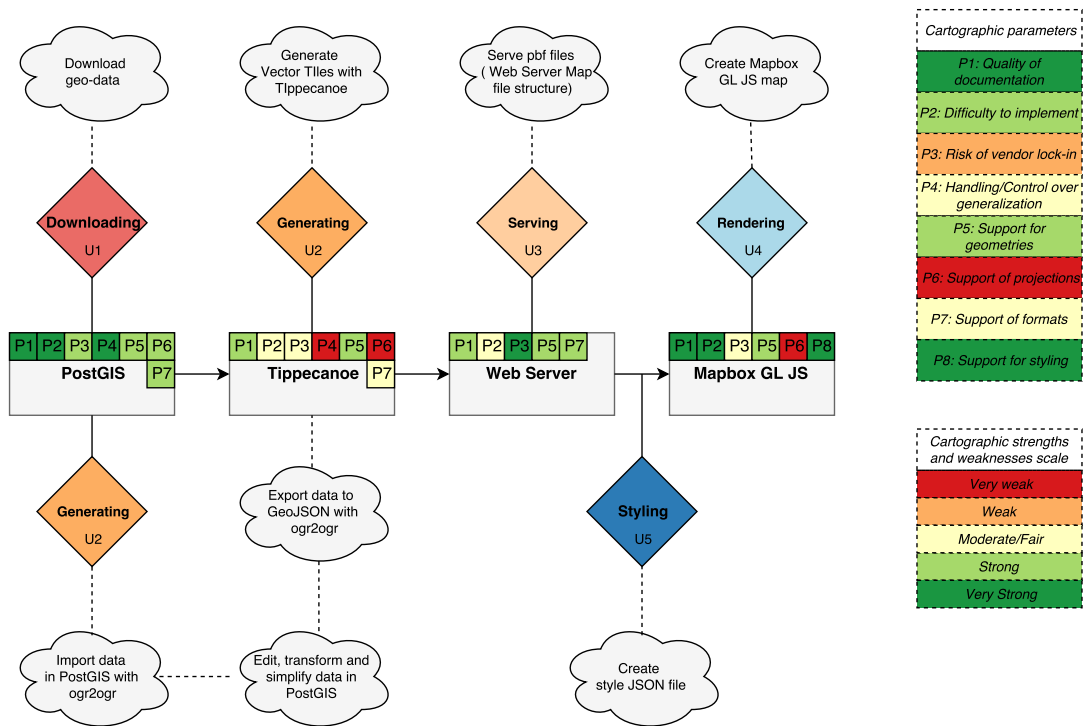 Download
geo-data
Generate
Vector TIles with
TIppecanoe
Serve pbf files
( Web Server Map
file structure)
Create Mapbox
GL JS map
Downloading
U1
Generating
U2
Serving
U3
Rendering
U4
P1 P2 P3 P4 P5 P6
P7
PostGIS
P1 P2 P3 P4 P5 P6
P7
Tippecanoe
P1 P2 P3 P5 P7
Web Server
P1 P2 P3 P5 P6 P8
Mapbox GL JS
Generating
U2
Export data to
GeoJSON with
ogr2ogr
Styling
U5
Import data
in PostGIS with
ogr2ogr
Edit, transform and
simplify data in
PostGIS
Create
style JSON file
Cartographic parameters
P1: Quality of
documentation
P2: Difficulty to implement
P3: Risk of vendor lock-in
P4: Handling/Control over
generalization
P5: Support for
geometries
P6: Support of projections
P7: Support of formats
P8: Support for styling
Cartographic strengths
and weaknesses scale
Very weak
Weak
Moderate/Fair
Strong
Very Strong